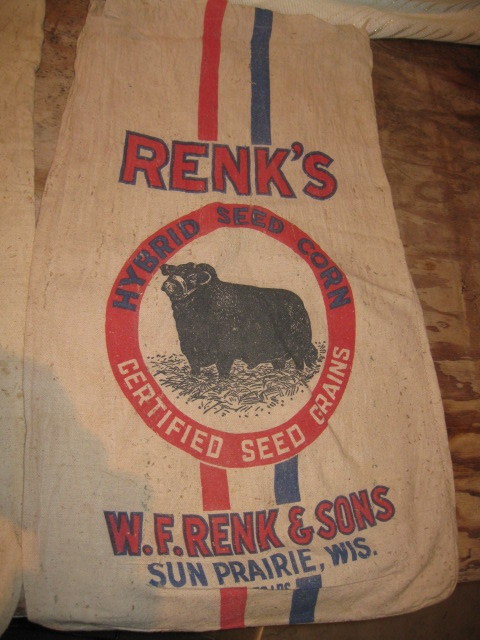 RENK'S
HYBRID SEED CORN
CERTIFIED SEED GRAINS
W.F. RENK & SONS
SUN PRAIRIE, WIS.